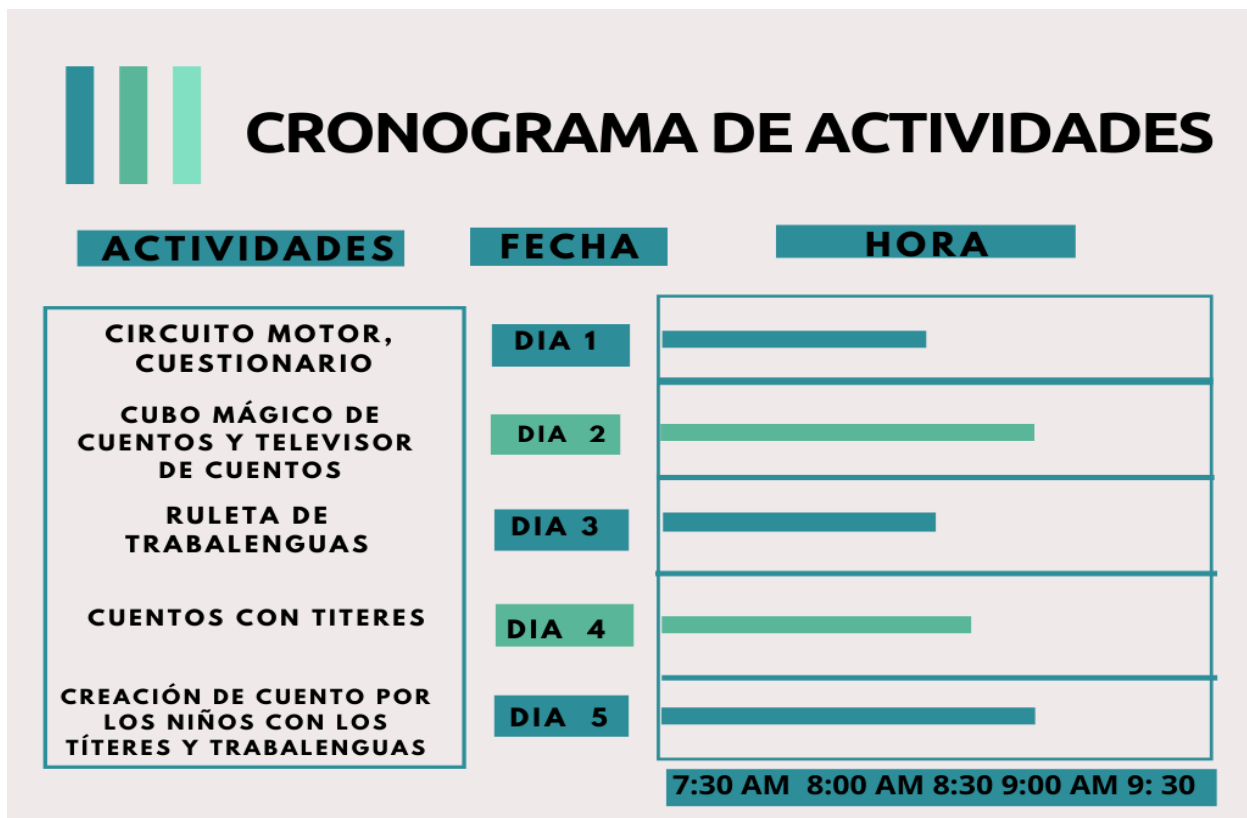 CRONOGRAMA DE ACTIVIDADES
ACTIVIDADES
FECHA
HORA
CIRCUITO MOTOR,
CUESTIONARIO
DIA 1
CUBO MÁGICO DE
CUENTOS Y TELEVISOR
DE CUENTOS
DIA 2
RULETA DE
TRABALENGUAS
DIA 3
CUENTOS CON TITERES
DIA 4
CREACIÓN DE CUENTO POR
LOS NIÑOS CON LOS
TÍTERES Y TRABALENGUAS
DIA 5
7:30 AM 8:00 AM 8:30 9:00 AM 9: 30